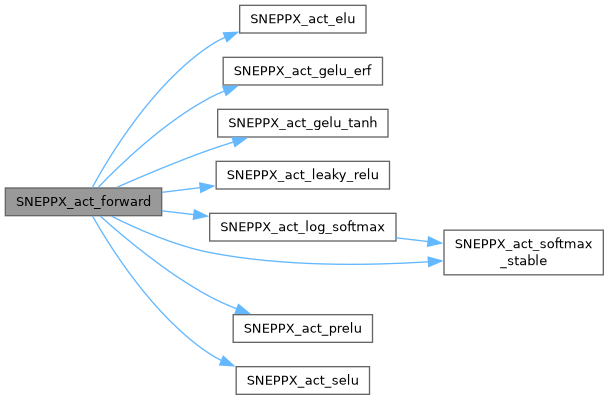 SNEPPX_act_elu
SNEPPX_act_gelu_erf
SNEPPX_act_gelu_tanh
SNEPPX_act_leaky_relu
SNEPPX_act_forward
SNEPPX_act_log_softmax
SNEPPX_act_softmax
_stable
SNEPPX_act_prelu
SNEPPX_act_selu